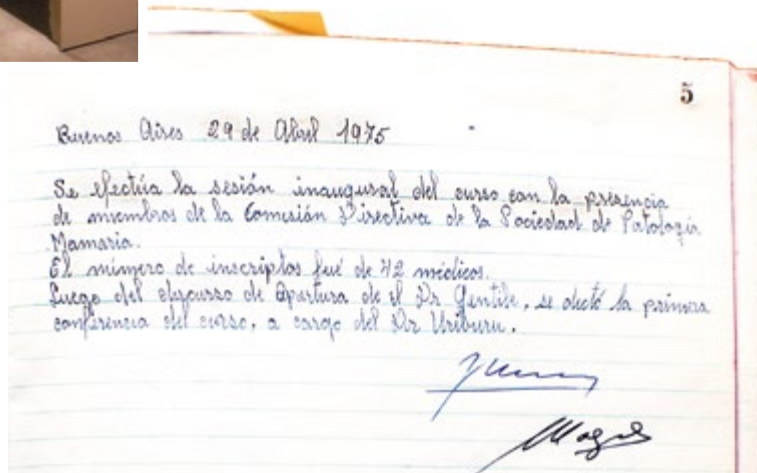 5
Buenos Aires 29 de Abril 1975
Se efectúa la sesión inaugural del curso con la presencia
de miembros de la Comisión Directiva de la Sociedad de Patología
Mamaria.
El número de inscriptos fué de 42 médicos.
Luego del discurso de Apertura de el Dr Gentile, se dictó la primera
conferencia del curso, a cargo del Dr Uriburu.